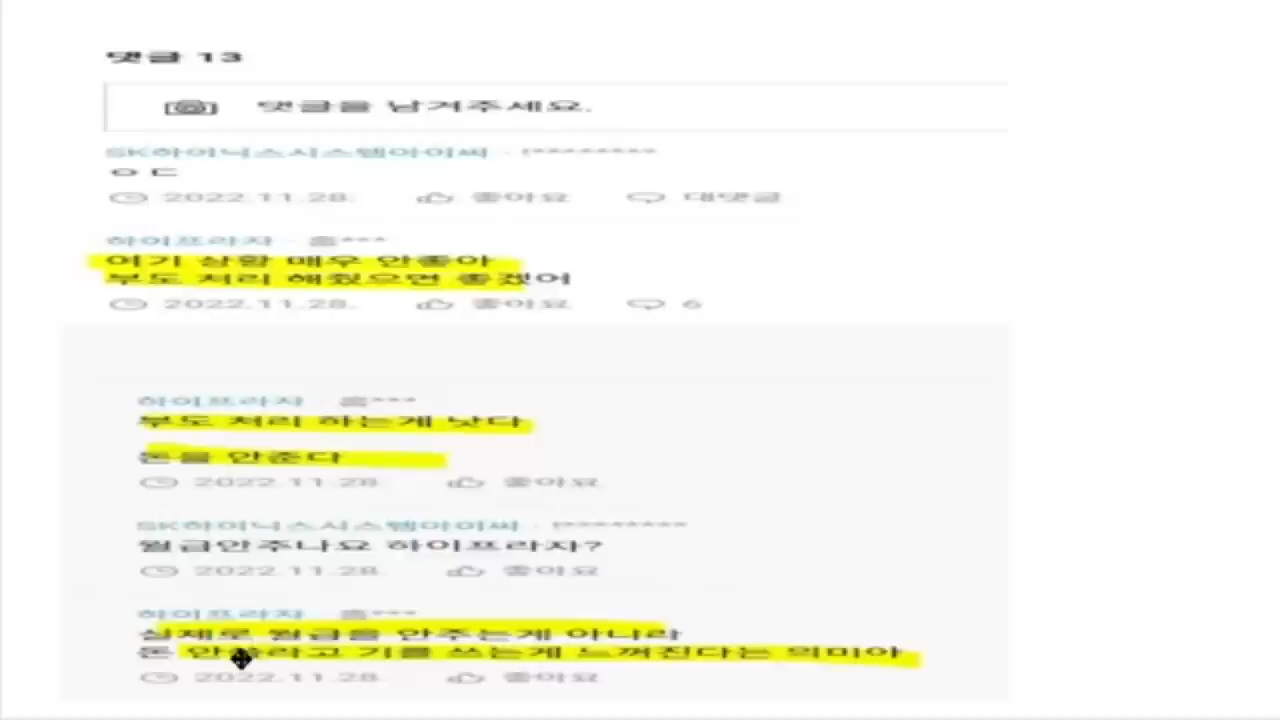 댓글 13
댓글을 남겨주세요.
SK하이닉스시스템아이씨 · I********
ㅇㄷ
2022.11.28. 좋아요 대댓글
하이프라자 · 홉***
여기 상황 매우 안좋아
부도 처리 해줬으면 좋겠어
2022.11.28. 좋아요 6
하이프라자 · 홉***
부도 처리 하는게 낫다
돈을 안준다
2022.11.28. 좋아요
SK하이닉스시스템아이씨 · I********
월급안주나요 하이프라자?
2022.11.28. 좋아요
하이프라자 · 홉***
실제로 월급을 안주는게 아니라
돈 안 기를 쓰는게 느껴진다는 의미야
2022.11.28. 좋아요